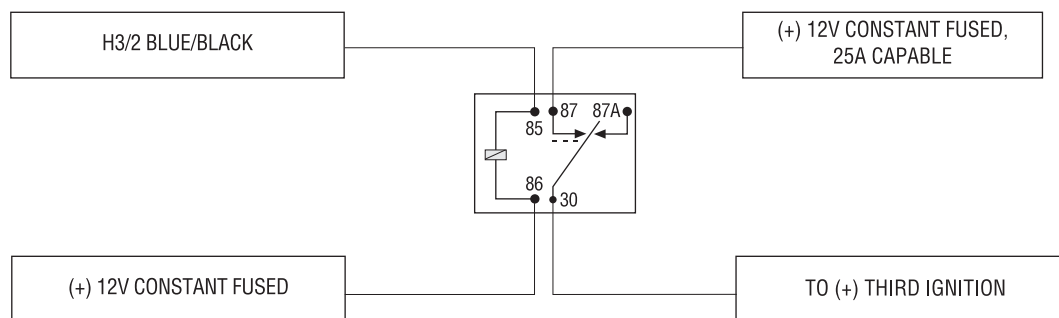 H3/2 BLUE/BLACK
(+) 12V CONSTANT FUSED,
25A CAPABLE
87
87A
85
86
30
(+) 12V CONSTANT FUSED
TO (+) THIRD IGNITION